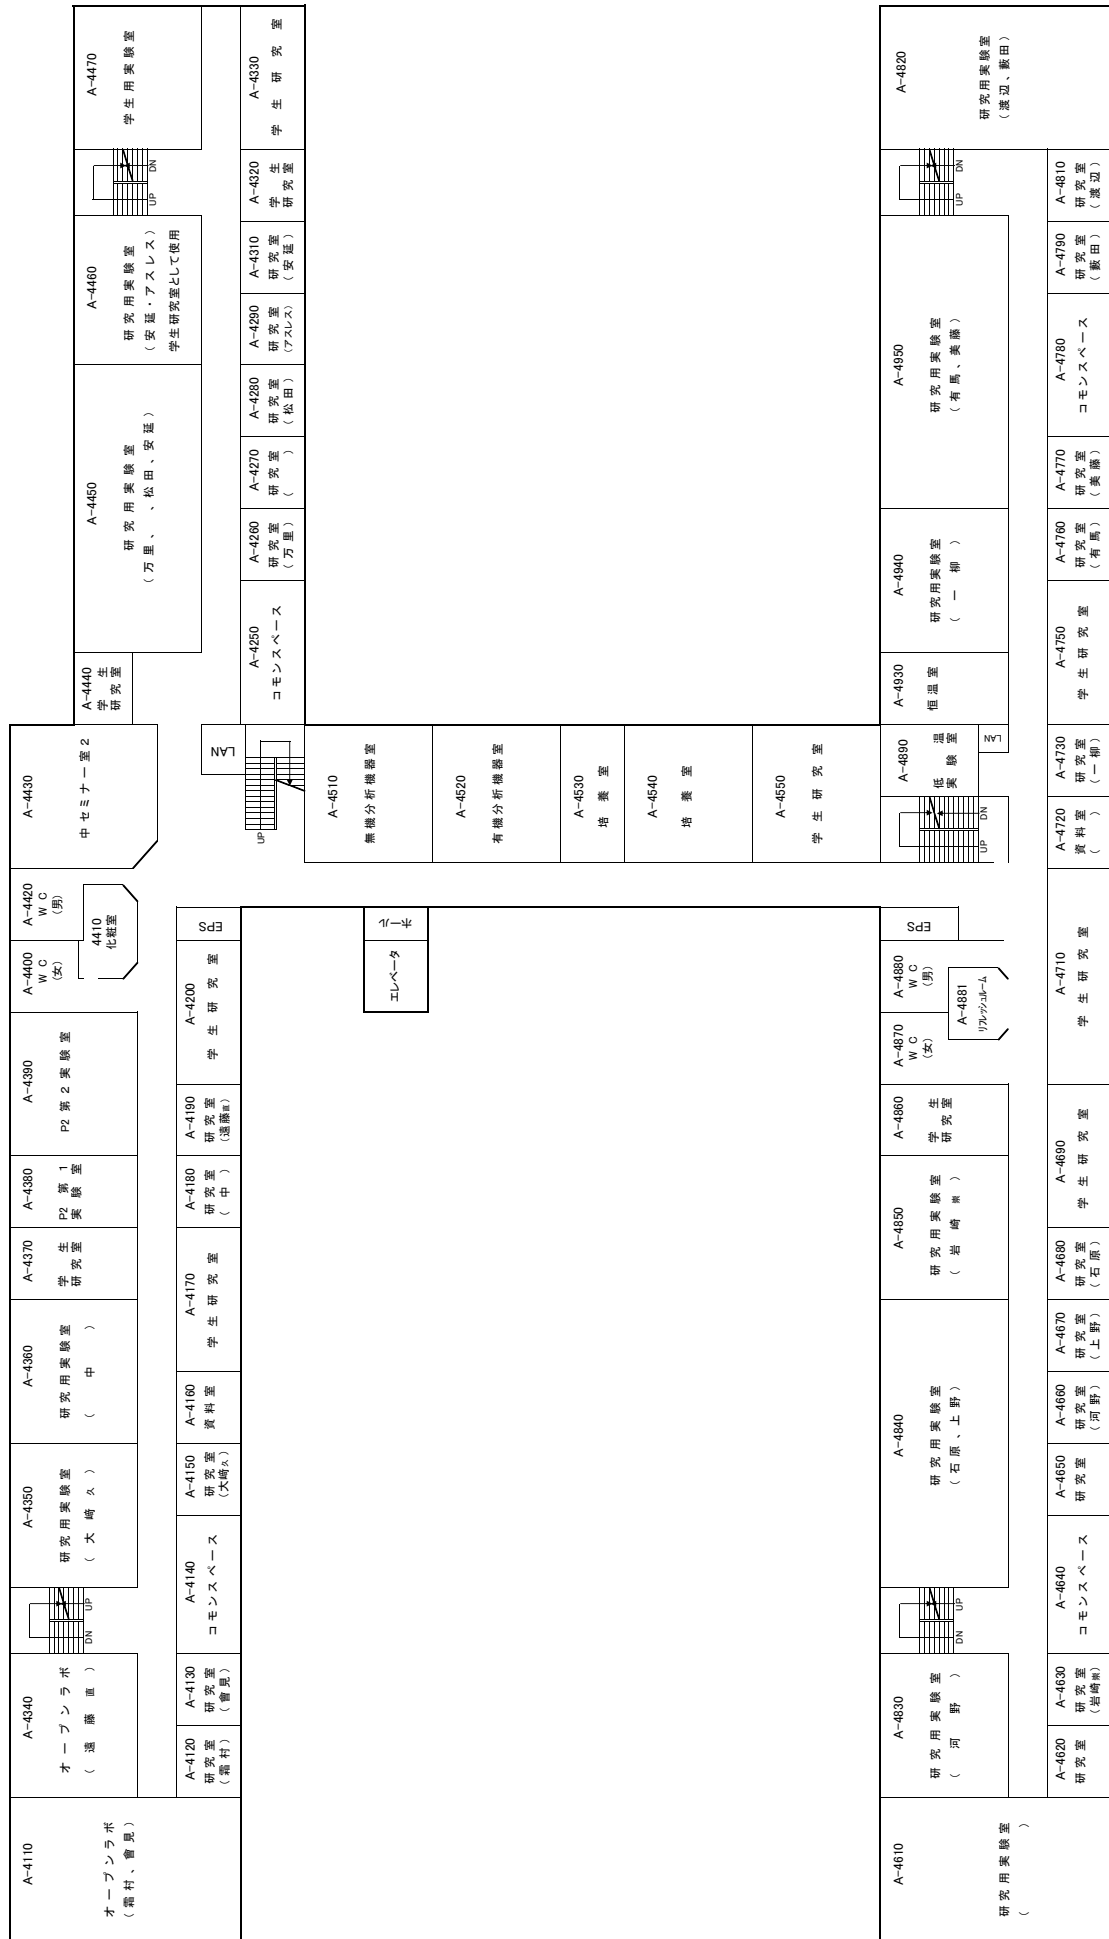 A-4470
学生用実験室
UP
DN
A-4460
研究用実験室
(安延・アスレス)
学生研究室として使用
A-4450
研究用実験室
(万里、　、松田、安延)
A-4440
学生
研究室
A-4330
学生研究室
A-4320
学生
研究室
A-4310
研究室
(安延)
A-4290
研究室
(アスレス)
A-4280
研究室
(松田)
A-4270
研究室
(　)
A-4260
研究室
(万里)
A-4250
コモンスペース
A-4430
中セミナー室2
LAN
UP
A-4420
WC
(男)
A-4400
WC
(女)
4410
化粧室
A-4390
P2第2実験室
A-4380
P2第1
実験室
A-4370
学生
研究室
A-4360
研究用実験室
(中)
A-4350
研究用実験室
(大崎久)
DN
UP
A-4340
オープンラボ
(遠藤直)
A-4110
オープンラボ
(霜村、會見)
EPS
A-4200
学生研究室
A-4190
研究室
(遠藤直)
A-4180
研究室
(中)
A-4170
学生研究室
A-4160
資料室
A-4150
研究室
(大崎久)
A-4140
コモンスペース
A-4130
研究室
(會見)
A-4120
研究室
(霜村)
A-4510
無機分析機器室
A-4520
有機分析機器室
A-4530
培養室
A-4540
培養室
A-4550
学生研究室
ホール
エレベータ
A-4820
研究用実験室
(渡辺、藪田)
UP
DN
A-4950
研究用実験室
(有馬、美藤)
A-4940
研究用実験室
(一柳)
A-4930
恒温室
A-4890
低温
実験室
LAN
UP
DN
EPS
A-4880
WC
(男)
A-4870
WC
(女)
A-4881
リフレッシュルーム
A-4860
学生
研究室
A-4850
研究用実験室
(岩崎崇)
A-4840
研究用実験室
(石原、上野)
DN
UP
A-4830
研究用実験室
(河野)
A-4610
研究用実験室
(　)
A-4810
研究室
(渡辺)
A-4790
研究室
(藪田)
A-4780
コモンスペース
A-4770
研究室
(美藤)
A-4760
研究室
(有馬)
A-4750
学生研究室
A-4730
研究室
(一柳)
A-4720
資料室
(　)
A-4710
学生研究室
A-4690
学生研究室
A-4680
研究室
(石原)
A-4670
研究室
(上野)
A-4660
研究室
(河野)
A-4650
研究室
A-4640
コモンスペース
A-4630
研究室
(岩崎崇)
A-4620
研究室